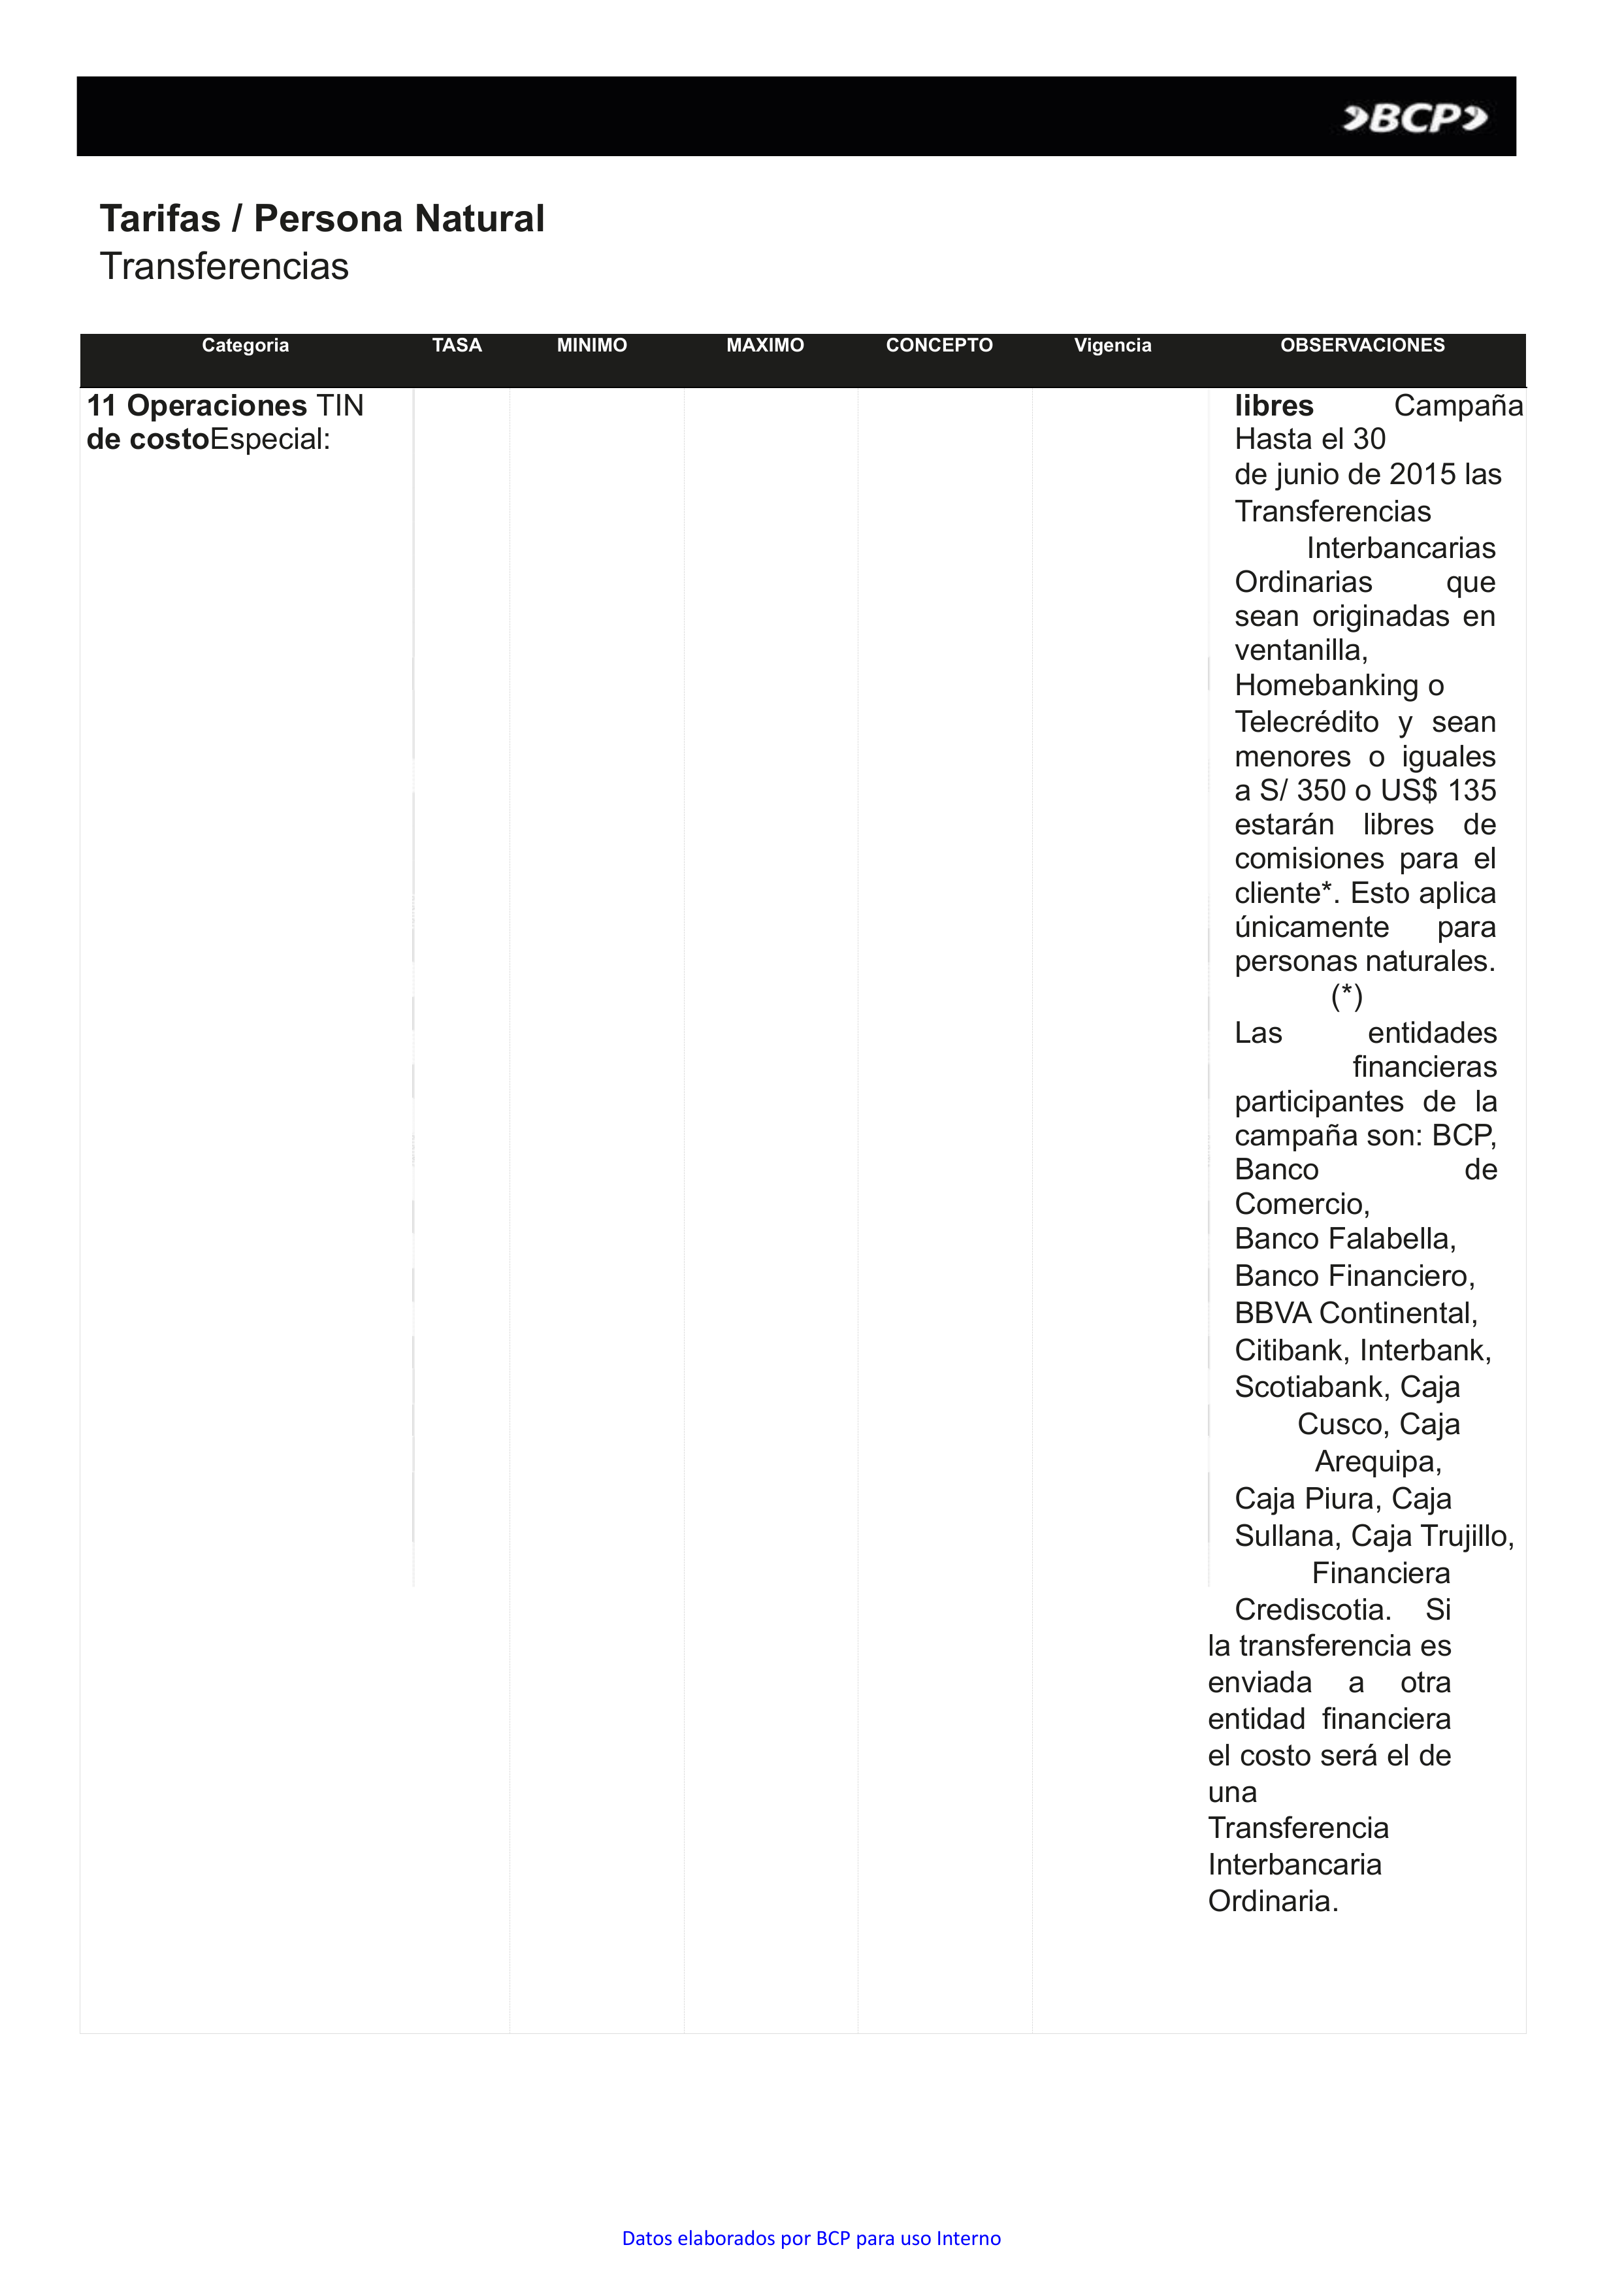 BCP
Tarifas / Persona Natural
Transferencias
Categoria TASA MINIMO MAXIMO CONCEPTO Vigencia OBSERVACIONES
11 Operaciones TIN
de costoEspecial:
libres Campaña
Hasta el 30
de junio de 2015 las
Transferencias
Interbancarias
Ordinarias que
sean originadas en
ventanilla,
Homebanking o
Telecrédito y sean
menores o iguales
a S/ 350 o US$ 135
estarán libres de
comisiones para el
cliente*. Esto aplica
únicamente para
personas naturales.
(*)
Las entidades
financieras
participantes de la
campaña son: BCP,
Banco de
Comercio,
Banco Falabella,
Banco Financiero,
BBVA Continental,
Citibank, Interbank,
Scotiabank, Caja
Cusco, Caja
Arequipa,
Caja Piura, Caja
Sullana, Caja Trujillo,
Financiera
Crediscotia. Si
la transferencia es
enviada a otra
entidad financiera
el costo será el de
una
Transferencia
Interbancaria
Ordinaria.
Datos elaborados por BCP para uso Interno